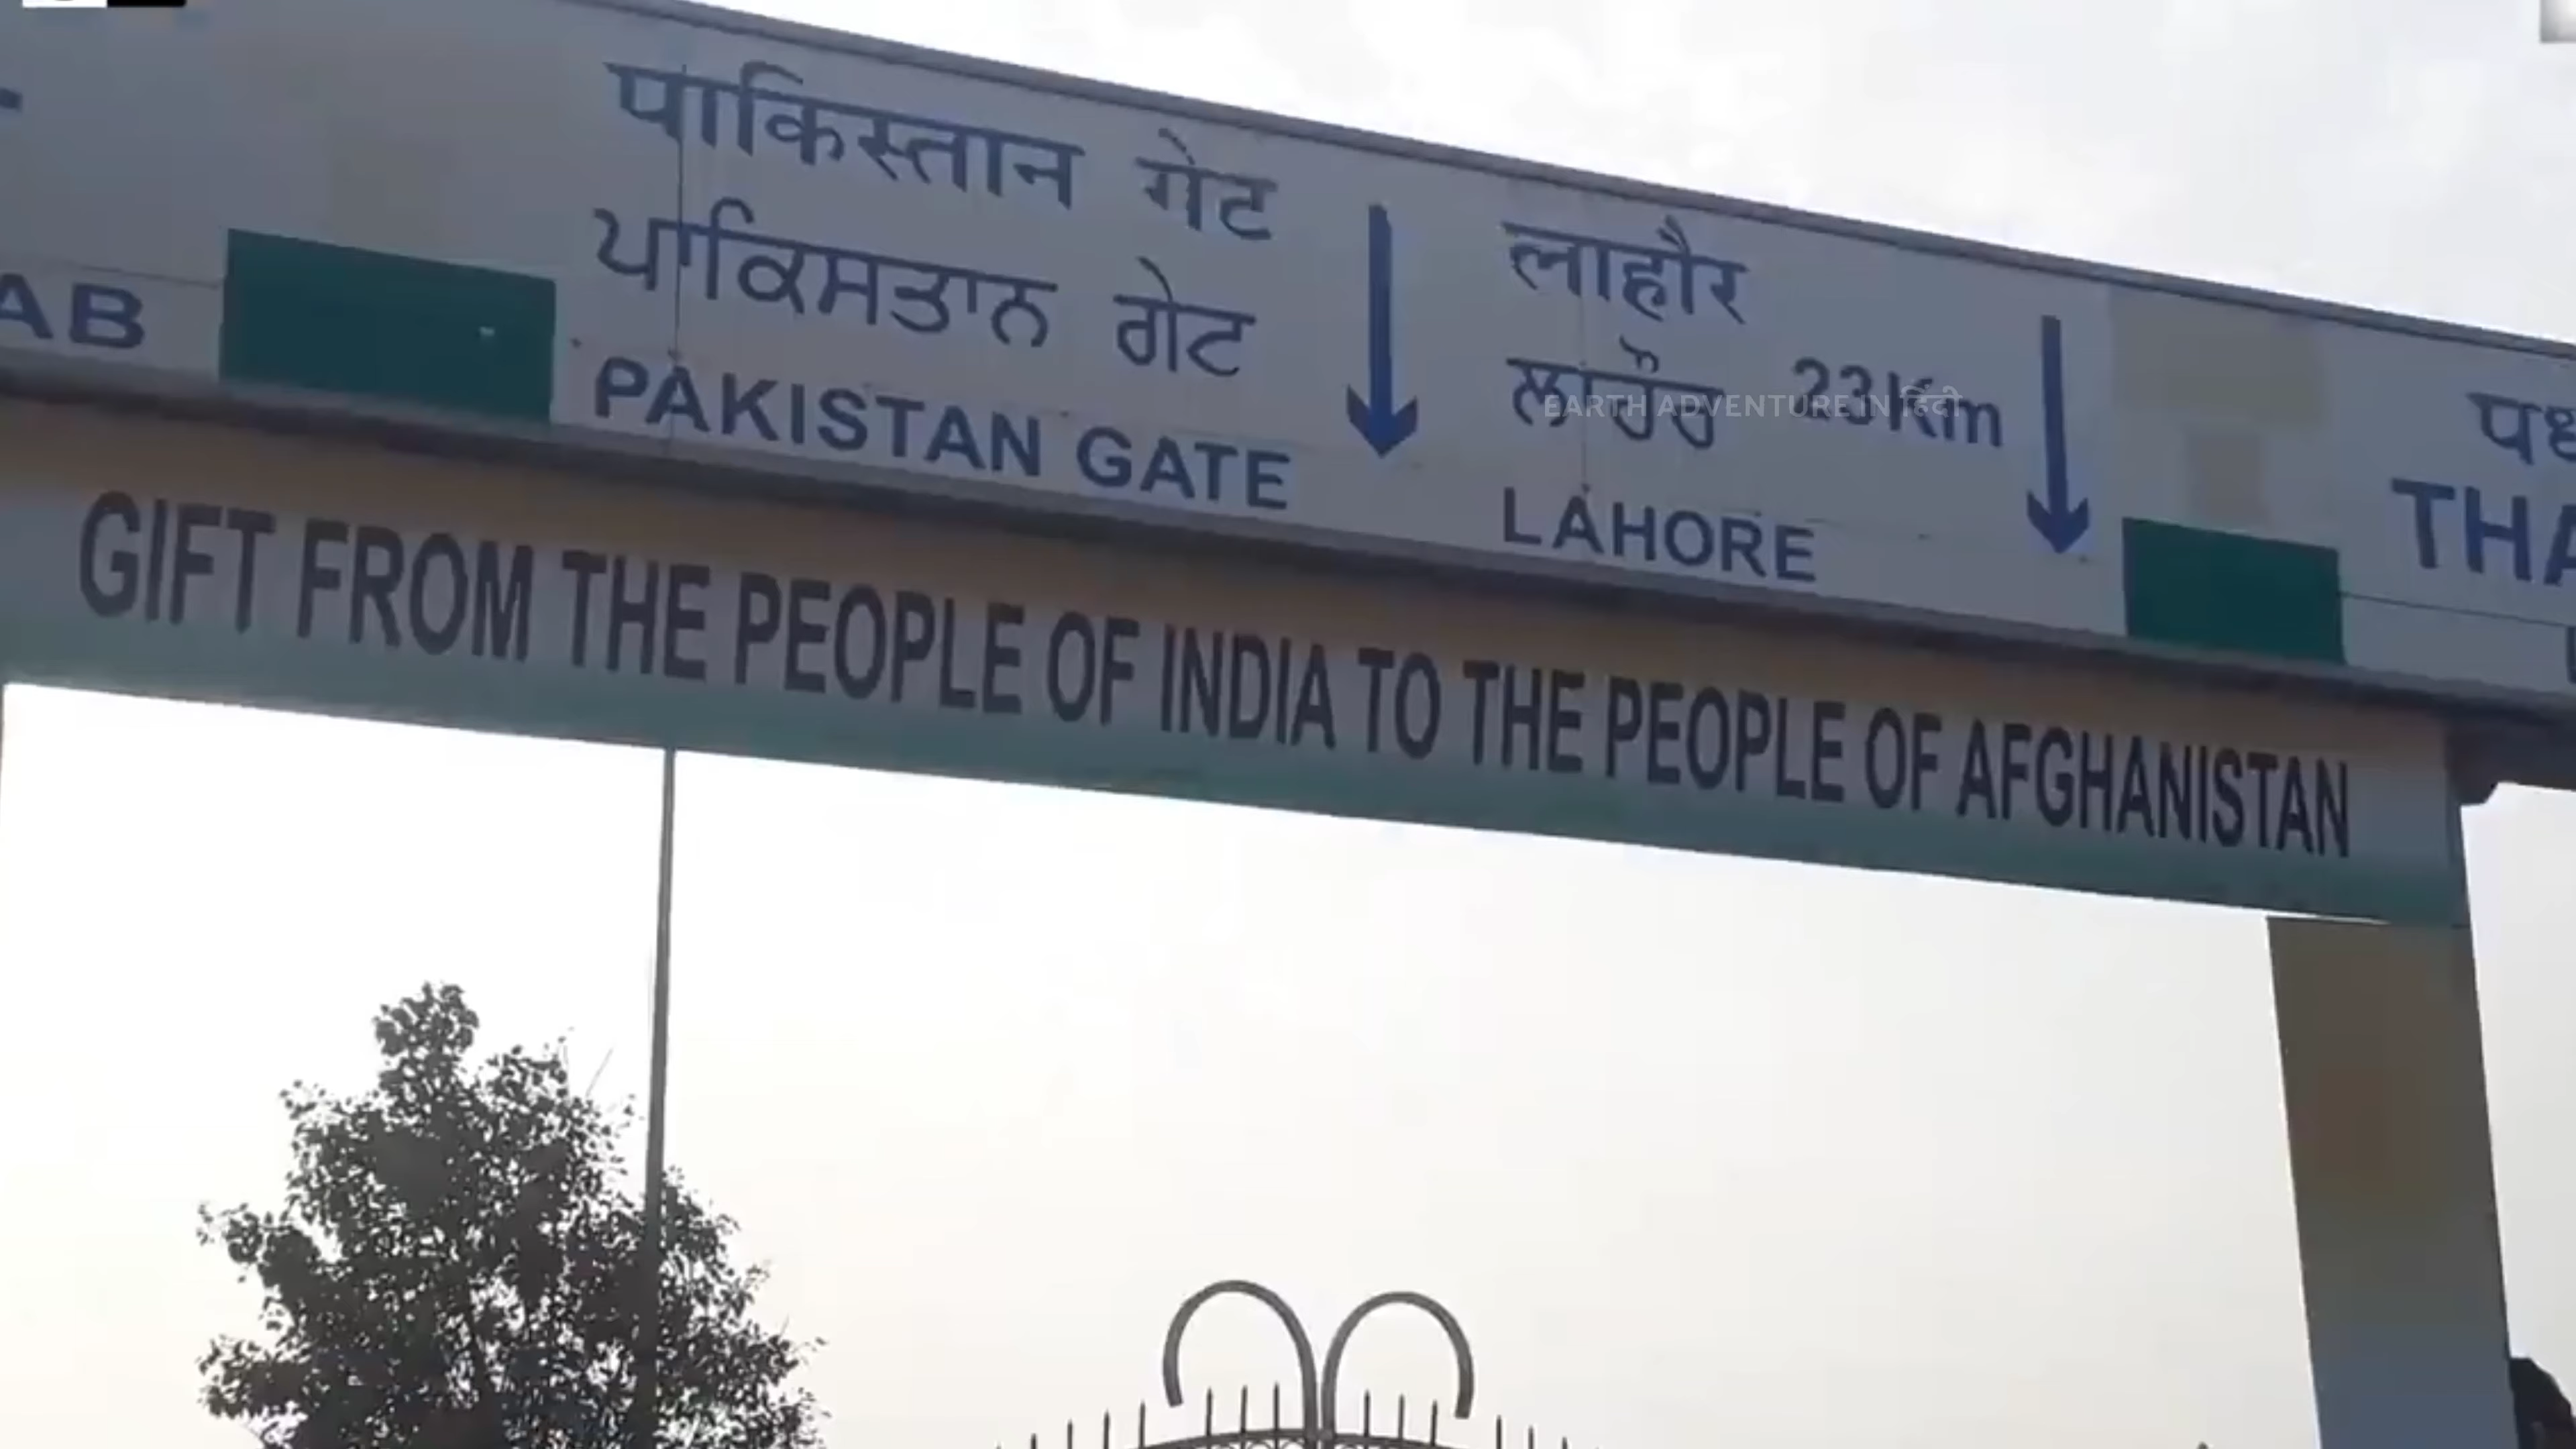 AB
पाकिस्तान गेट
ਪਾਕਿਸਤਾਨ ਗੇਟ
PAKISTAN GATE
लाहौर
ਲਾਹੌਰ 23Km
LAHORE
THA
EARTH ADVENTURE IN हिंदी
GIFT FROM THE PEOPLE OF INDIA TO THE PEOPLE OF AFGHANISTAN